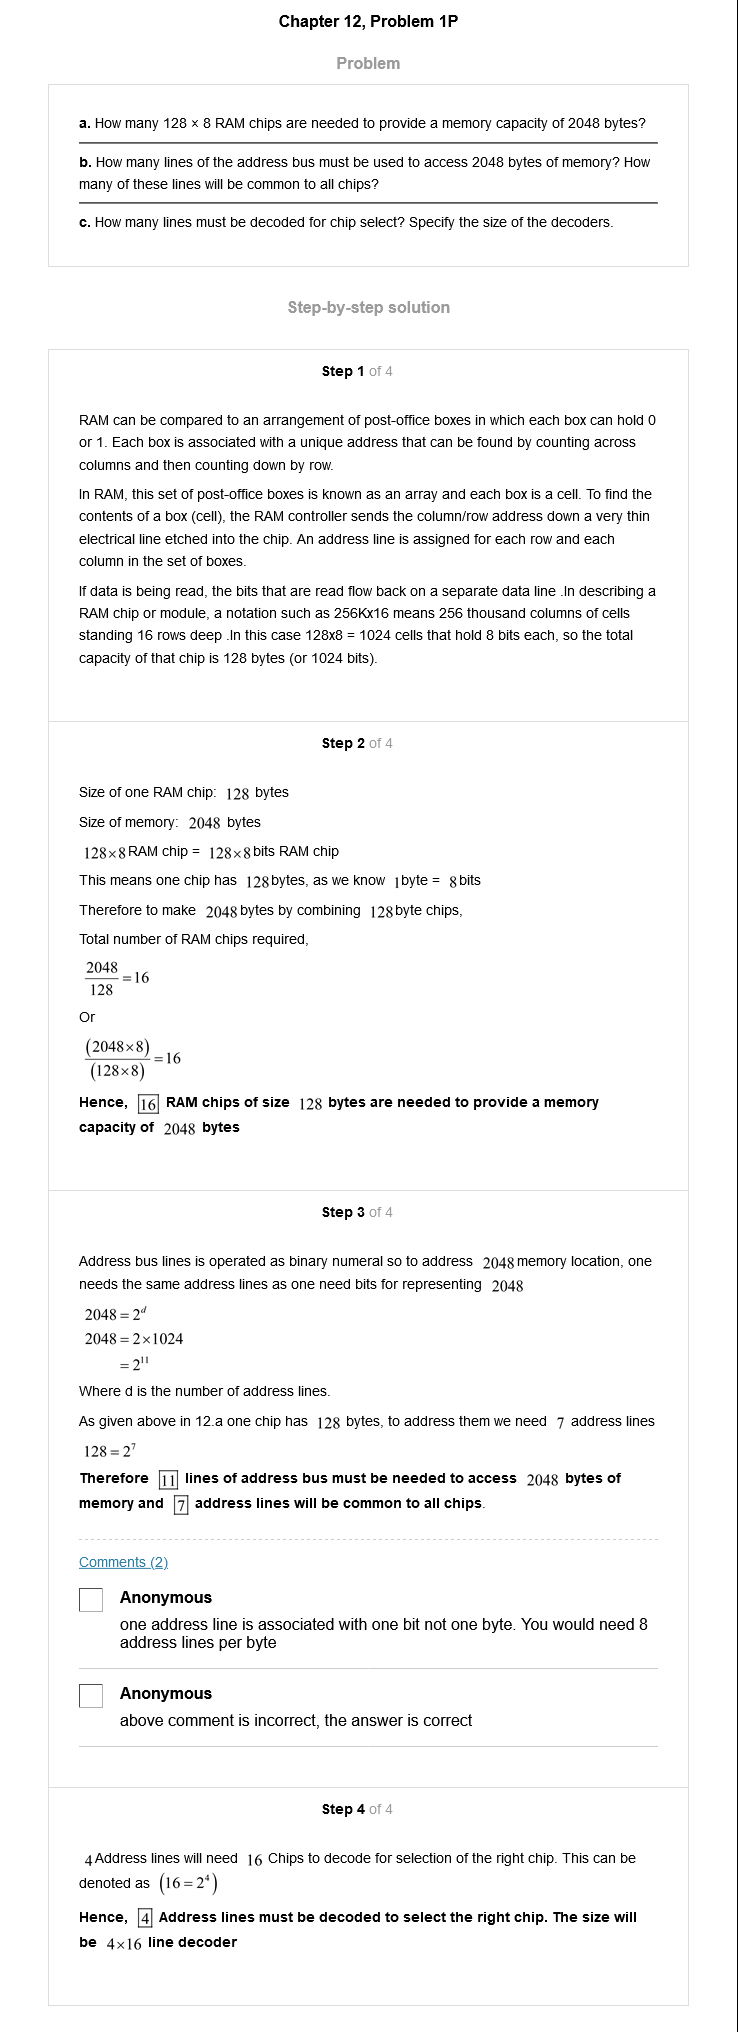 Chapter 12, Problem 1P
Problem
a. How many 128 × 8 RAM chips are needed to provide a memory capacity of 2048 bytes?
b. How many lines of the address bus must be used to access 2048 bytes of memory? How
many of these lines will be common to all chips?
c. How many lines must be decoded for chip select? Specify the size of the decoders.
Step-by-step solution
Step 1 of 4
RAM can be compared to an arrangement of post-office boxes in which each box can hold 0
or 1. Each box is associated with a unique address that can be found by counting across
columns and then counting down by row.
In RAM, this set of post-office boxes is known as an array and each box is a cell. To find the
contents of a box (cell), the RAM controller sends the column/row address down a very thin
electrical line etched into the chip. An address line is assigned for each row and each
column in the set of boxes.
If data is being read, the bits that are read flow back on a separate data line .In describing a
RAM chip or module, a notation such as 256Kx16 means 256 thousand columns of cells
standing 16 rows deep .In this case 128x8 = 1024 cells that hold 8 bits each, so the total
capacity of that chip is 128 bytes (or 1024 bits).
Step 2 of 4
Size of one RAM chip: 128 bytes
Size of memory: 2048 bytes
128×8 RAM chip = 128×8 bits RAM chip
This means one chip has 128 bytes, as we know 1 byte = 8 bits
Therefore to make 2048 bytes by combining 128 byte chips,
Total number of RAM chips required,
2048
128
=16
Or
(2048×8)
(128×8)
=16
Hence, 16 RAM chips of size 128 bytes are needed to provide a memory
capacity of 2048 bytes
Step 3 of 4
Address bus lines is operated as binary numeral so to address 2048 memory location, one
needs the same address lines as one need bits for representing 2048
2048 = 2^d
2048 = 2×1024
= 2^11
Where d is the number of address lines.
As given above in 12.a one chip has 128 bytes, to address them we need 7 address lines
128 = 2^7
Therefore 11 lines of address bus must be needed to access 2048 bytes of
memory and 7 address lines will be common to all chips.
Comments (2)
Anonymous
one address line is associated with one bit not one byte. You would need 8
address lines per byte
Anonymous
above comment is incorrect, the answer is correct
Step 4 of 4
4 Address lines will need 16 Chips to decode for selection of the right chip. This can be
denoted as (16 = 2^4)
Hence, 4 Address lines must be decoded to select the right chip. The size will
be 4×16 line decoder